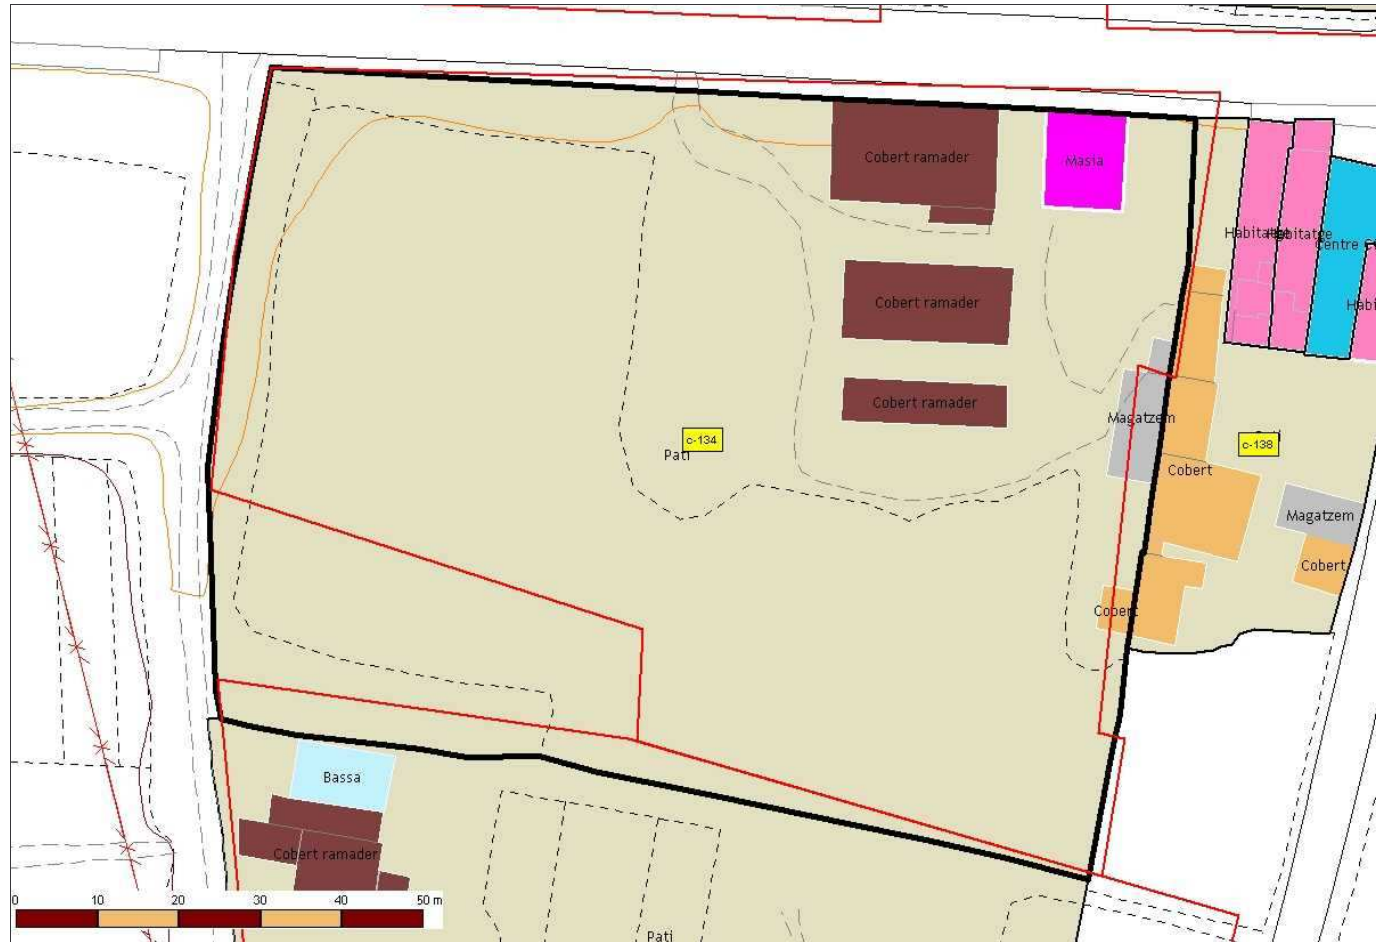 Cobert ramader
Masia
Habitatge
Habitatge
Centre
Cobert ramader
Habi
Cobert ramader
Magatzem
c-134
Pati
c-138
Cobert
Magatzem
Cobert
Cobert
Bassa
Cobert ramader
0 10 20 30 40 50 m
Pati